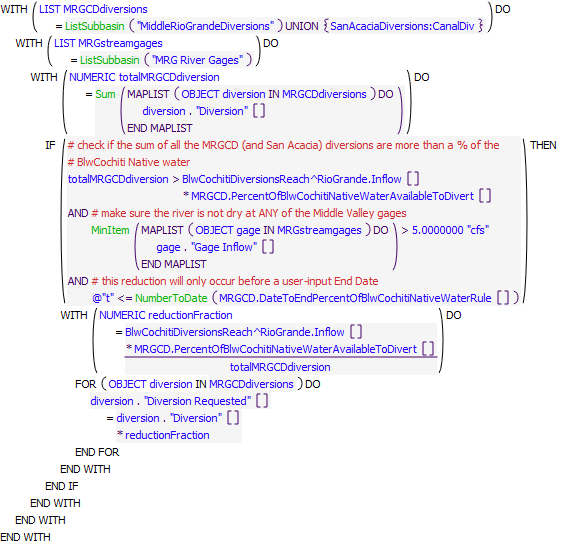 WITH ( LIST MRGCDdiversions ) DO
= ListSubbasin ( "MiddleRioGrandeDiversions" ) UNION { SanAcaciaDiversions:CanalDiv }
WITH ( LIST MRGstreamgages ) DO
= ListSubbasin ( "MRG River Gages" )
WITH ( NUMERIC totalMRGCDdiversion ) DO
= Sum ( MAPLIST ( OBJECT diversion IN MRGCDdiversions ) DO
diversion . "Diversion" []
END MAPLIST )
IF ( # check if the sum of all the MRGCD (and San Acacia) diversions are more than a % of the ) THEN
# BlwCochiti Native water
totalMRGCDdiversion > BlwCochitiDiversionsReach^RioGrande.Inflow []
* MRGCD.PercentOfBlwCochitiNativeWaterAvailableToDivert []
AND # make sure the river is not dry at ANY of the Middle Valley gages
MinItem ( MAPLIST ( OBJECT gage IN MRGstreamgages ) DO ) > 5.0000000 "cfs"
gage . "Gage Inflow" []
END MAPLIST
AND # this reduction will only occur before a user-input End Date
@"t" <= NumberToDate ( MRGCD.DateToEndPercentOfBlwCochitiNativeWaterRule [] )
WITH ( NUMERIC reductionFraction ) DO
= BlwCochitiDiversionsReach^RioGrande.Inflow []
* MRGCD.PercentOfBlwCochitiNativeWaterAvailableToDivert []
totalMRGCDdiversion
FOR ( OBJECT diversion IN MRGCDdiversions ) DO
diversion . "Diversion Requested" []
= diversion . "Diversion" []
* reductionFraction
END FOR
END WITH
END IF
END WITH
END WITH
END WITH